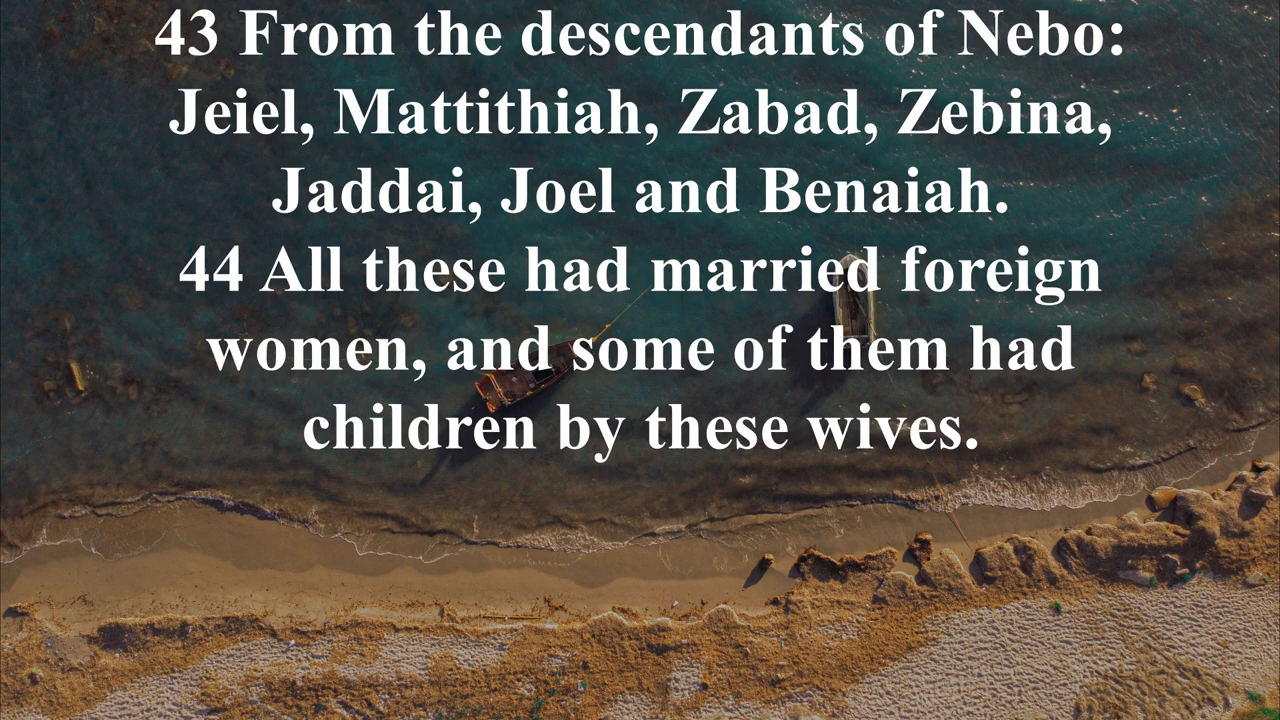 43 From the descendants of Nebo:
Jeiel, Mattithiah, Zabad, Zebina,
Jaddai, Joel and Benaiah.
44 All these had married foreign
women, and some of them had
children by these wives.